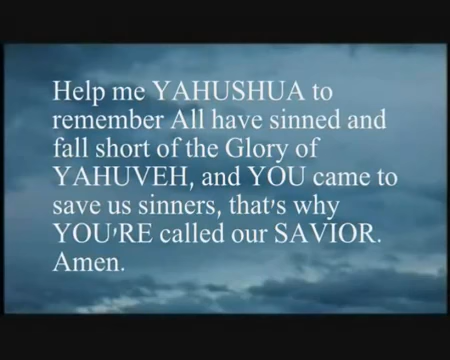 Help me YAHUSHUA to
remember All have sinned and
fall short of the Glory of
YAHUVEH, and YOU came to
save us sinners, that's why
YOU'RE called our SAVIOR.
Amen.